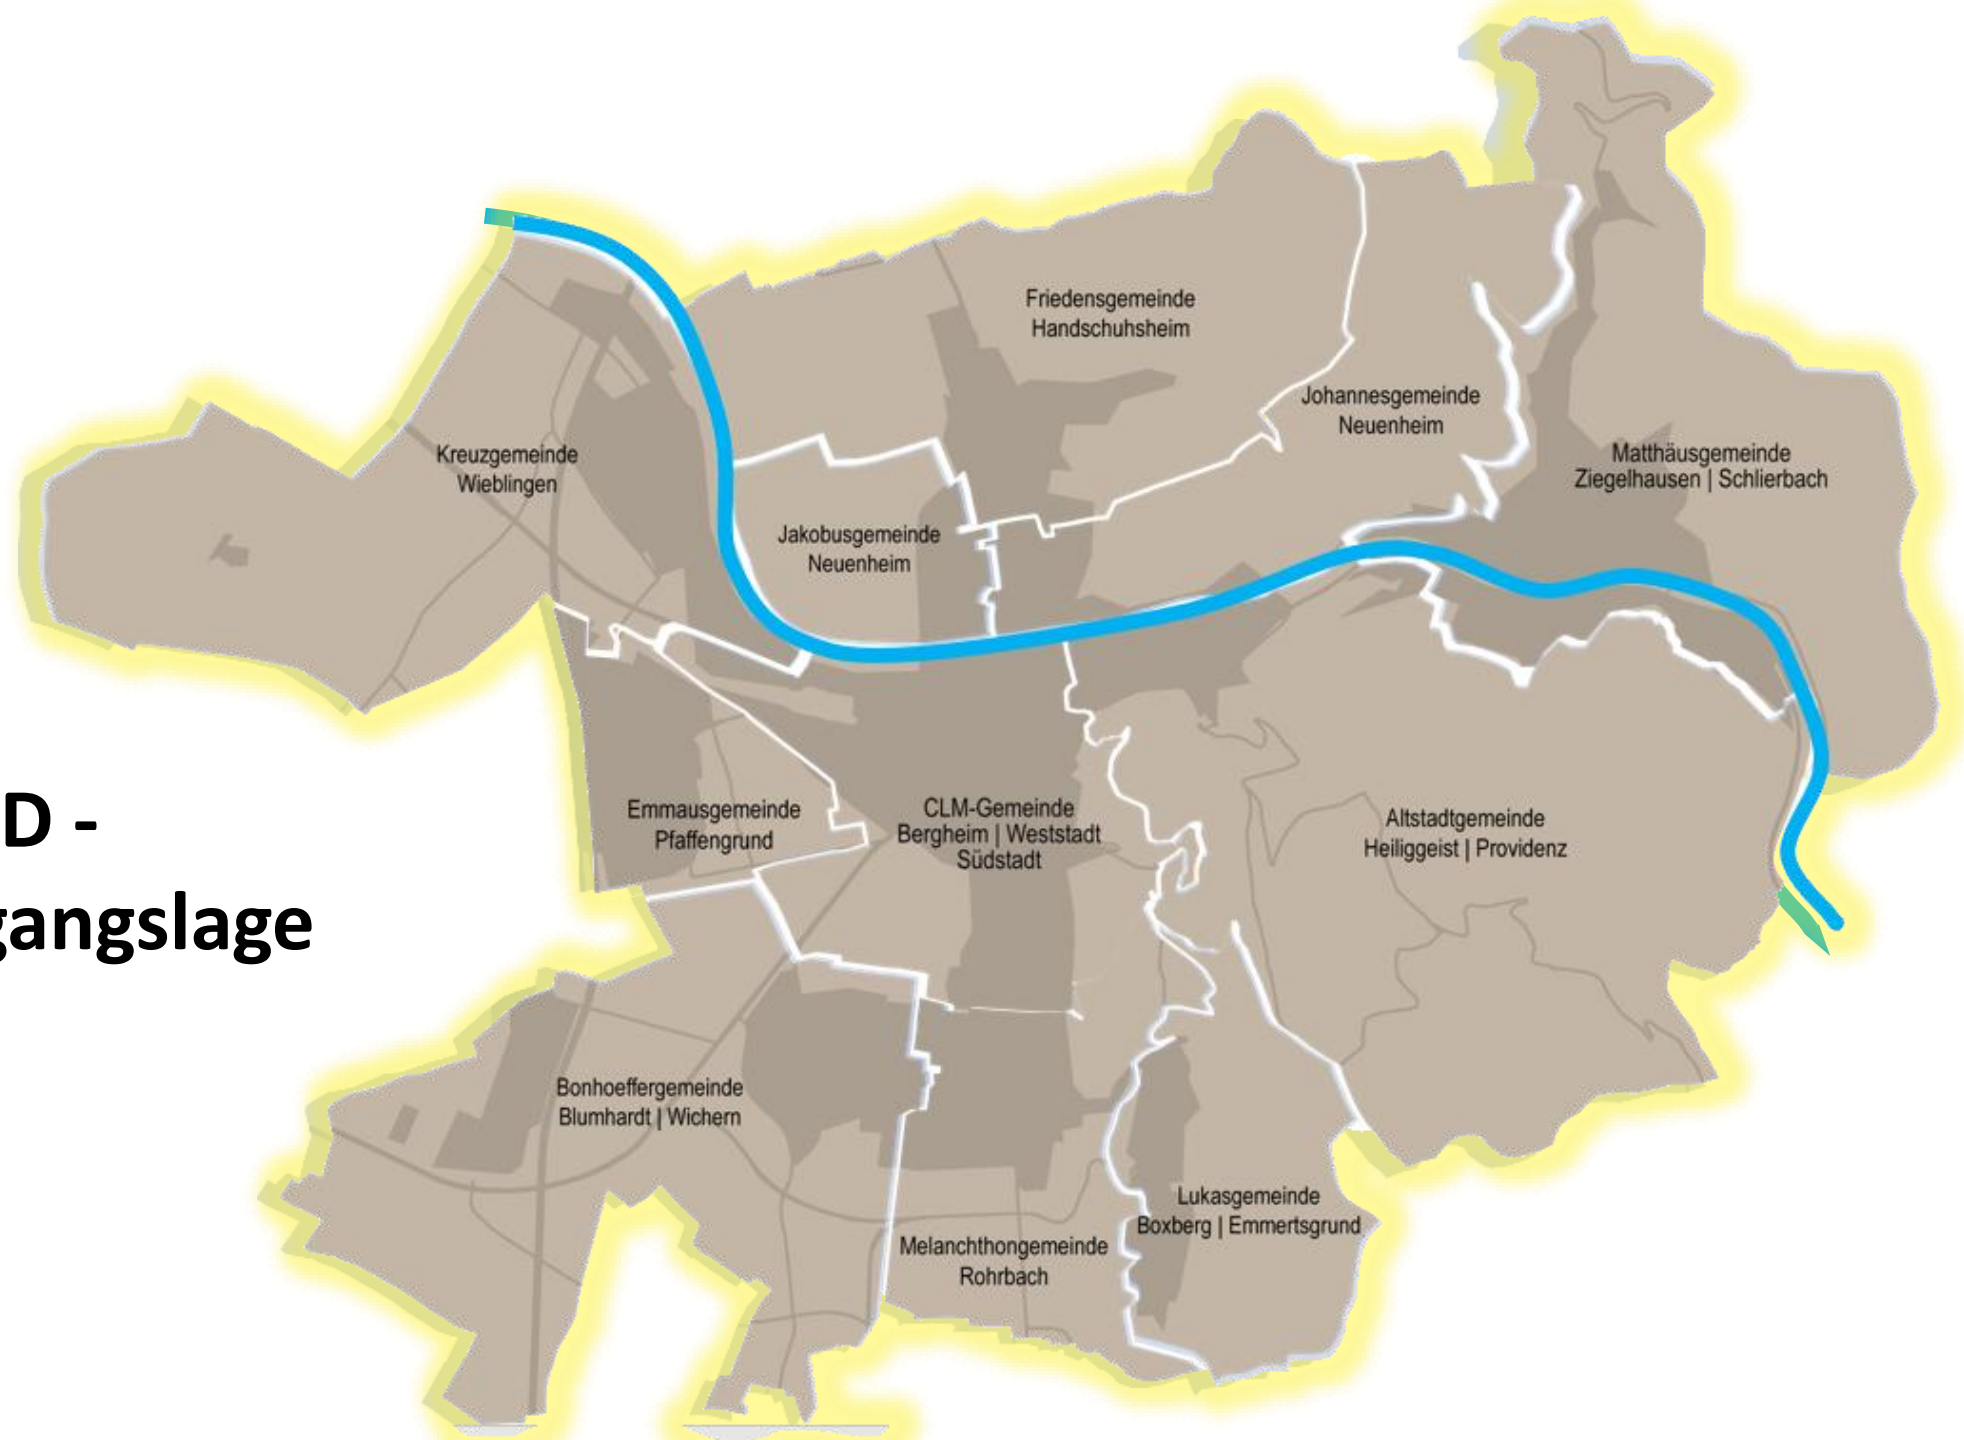 Friedensgemeinde
Handschuhsheim
Johannesgemeinde
Neuenheim
Kreuzgemeinde
Wieblingen
Matthäusgemeinde
Ziegelhausen | Schlierbach
Jakobusgemeinde
Neuenheim
D -
gangslage
Emmausgemeinde
Pfaffengrund
CLM-Gemeinde
Bergheim | Weststadt
Südstadt
Altstadtgemeinde
Heiliggeist | Providenz
Bonhoeffergemeinde
Blumhardt | Wichern
Lukasgemeinde
Boxberg | Emmertsgrund
Melanchthongemeinde
Rohrbach